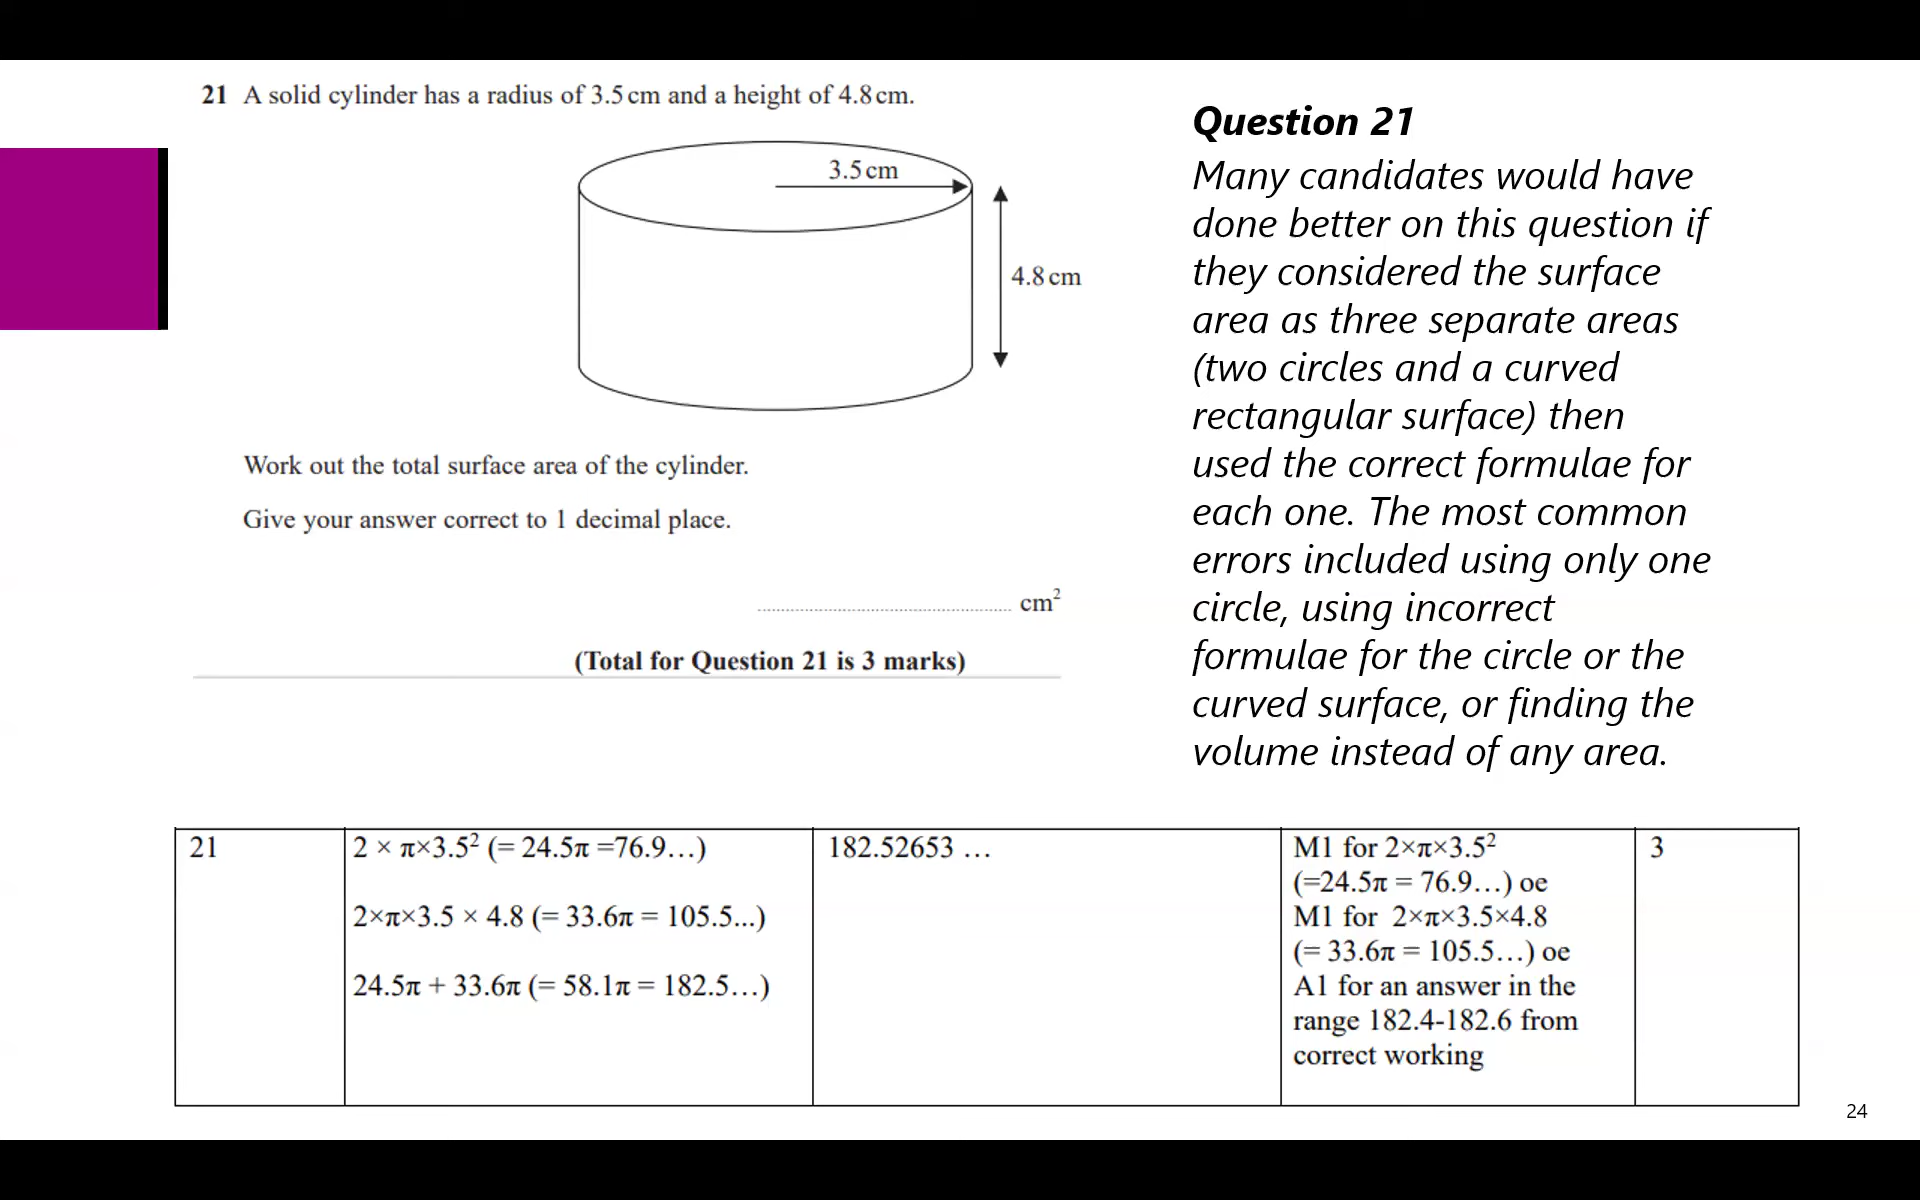 21 A solid cylinder has a radius of 3.5 cm and a height of 4.8 cm.
3.5 cm
4.8 cm
Work out the total surface area of the cylinder.
Give your answer correct to 1 decimal place.
.................................................. cm²
(Total for Question 21 is 3 marks)
Question 21
Many candidates would have
done better on this question if
they considered the surface
area as three separate areas
(two circles and a curved
rectangular surface) then
used the correct formulae for
each one. The most common
errors included using only one
circle, using incorrect
formulae for the circle or the
curved surface, or finding the
volume instead of any area.
21
2 × π×3.5² (= 24.5π =76.9…)
2×π×3.5 × 4.8 (= 33.6π = 105.5...)
24.5π + 33.6π (= 58.1π = 182.5…)
182.52653 …
M1 for 2×π×3.5²
(=24.5π = 76.9…) oe
M1 for 2×π×3.5×4.8
(= 33.6π = 105.5…) oe
A1 for an answer in the
range 182.4-182.6 from
correct working
3
24